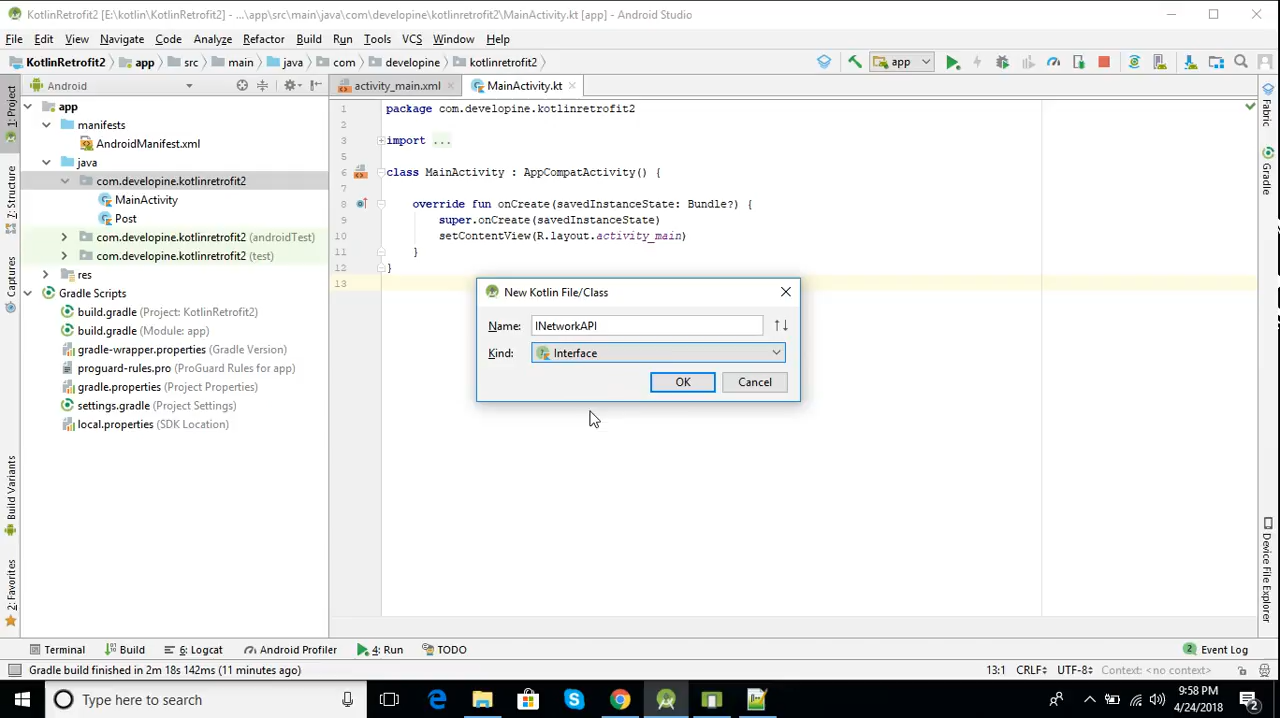 KotlinRetrofit2 [E:\kotlin\KotlinRetrofit2] - ...\app\src\main\java\com\developine\kotlinretrofit2\MainActivity.kt [app] - Android Studio
File Edit View Navigate Code Analyze Refactor Build Run Tools VCS Window Help
KotlinRetrofit2 app src main java com developine kotlinretrofit2 app
Android activity_main.xml MainActivity.kt
1: Project
Z: Structure
Captures
Build Variants
2: Favorites
app
manifests
AndroidManifest.xml
java
com.developine.kotlinretrofit2
MainActivity
Post
com.developine.kotlinretrofit2 (androidTest)
com.developine.kotlinretrofit2 (test)
res
Gradle Scripts
build.gradle (Project: KotlinRetrofit2)
build.gradle (Module: app)
gradle-wrapper.properties (Gradle Version)
proguard-rules.pro (ProGuard Rules for app)
gradle.properties (Project Properties)
settings.gradle (Project Settings)
local.properties (SDK Location)
1 package com.developine.kotlinretrofit2
2
3 import ...
5
6 class MainActivity : AppCompatActivity() {
7
8 override fun onCreate(savedInstanceState: Bundle?) {
9 super.onCreate(savedInstanceState)
10 setContentView(R.layout.activity_main)
11 }
12 }
13
New Kotlin File/Class
Name: INetworkAPI
Kind: Interface
OK Cancel
Fabric
Gradle
Device File Explorer
Terminal Build 6: Logcat Android Profiler 4: Run TODO 2 Event Log
Gradle build finished in 2m 18s 142ms (11 minutes ago) 13:1 CRLF UTF-8 Context: <no context>
Type here to search
9:58 PM
4/24/2018
2